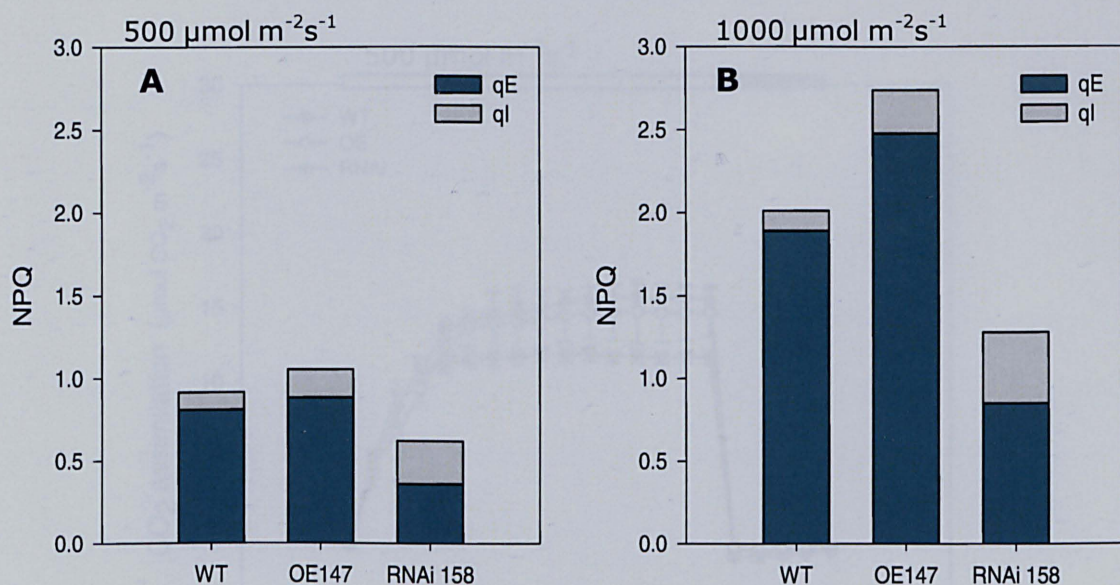 500 µmol m⁻²s⁻¹
A
qE
qI
3.0
2.5
2.0
1.5
1.0
0.5
0.0
NPQ
WT
OE147
RNAi 158
1000 µmol m⁻²s⁻¹
B
qE
qI
3.0
2.5
2.0
1.5
1.0
0.5
0.0
NPQ
WT
OE147
RNAi 158